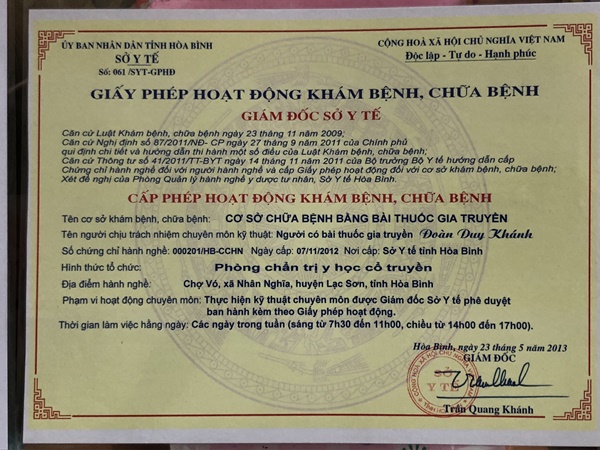 ỦY BAN NHÂN DÂN TỈNH HÒA BÌNH
SỞ Y TẾ
Số: 061 /SYT-GPHĐ
CỘNG HOÀ XÃ HỘI CHỦ NGHĨA VIỆT NAM
Độc lập - Tự do - Hạnh phúc
GIẤY PHÉP HOẠT ĐỘNG KHÁM BỆNH, CHỮA BỆNH
GIÁM ĐỐC SỞ Y TẾ
Căn cứ Luật Khám bệnh, chữa bệnh ngày 23 tháng 11 năm 2009;
Căn cứ Nghị định số 87/2011/NĐ- CP ngày 27 tháng 9 năm 2011 của Chính phủ
qui định chi tiết và hướng dẫn thi hành một số điều của Luật Khám bệnh, chữa bệnh;
Căn cứ Thông tư số 41/2011/TT-BYT ngày 14 tháng 11 năm 2011 của Bộ trưởng Bộ Y tế hướng dẫn cấp
Chứng chỉ hành nghề đối với người hành nghề và cấp Giấy phép hoạt động đối với cơ sở khám bệnh, chữa bệnh;
Xét đề nghị của Phòng Quản lý hành nghề y dược tư nhân, Sở Y tế Hòa Bình.
CẤP PHÉP HOẠT ĐỘNG KHÁM BỆNH, CHỮA BỆNH
Tên cơ sở khám bệnh, chữa bệnh: CƠ SỞ CHỮA BỆNH BẰNG BÀI THUỐC GIA TRUYỀN
Tên người chịu trách nhiệm chuyên môn kỹ thuật: Người có bài thuốc gia truyền Đoàn Duy Khánh
Số chứng chỉ hành nghề: 000201/HB-CCHN Ngày cấp: 07/11/2012 Nơi cấp: Sở Y tế tỉnh Hòa Bình
Hình thức tổ chức: Phòng chẩn trị y học cổ truyền
Địa điểm hành nghề: Chợ Vó, xã Nhân Nghĩa, huyện Lạc Sơn, tỉnh Hòa Bình
Phạm vi hoạt động chuyên môn: Thực hiện kỹ thuật chuyên môn được Giám đốc Sở Y tế phê duyệt
ban hành kèm theo Giấy phép hoạt động.
Thời gian làm việc hằng ngày: Các ngày trong tuần (sáng từ 7h30 đến 11h00, chiều từ 14h00 đến 17h00).
Hòa Bình, ngày 23 tháng 5 năm 2013
GIÁM ĐỐC
SỞ
Y TẾ
Trần Quang Khánh